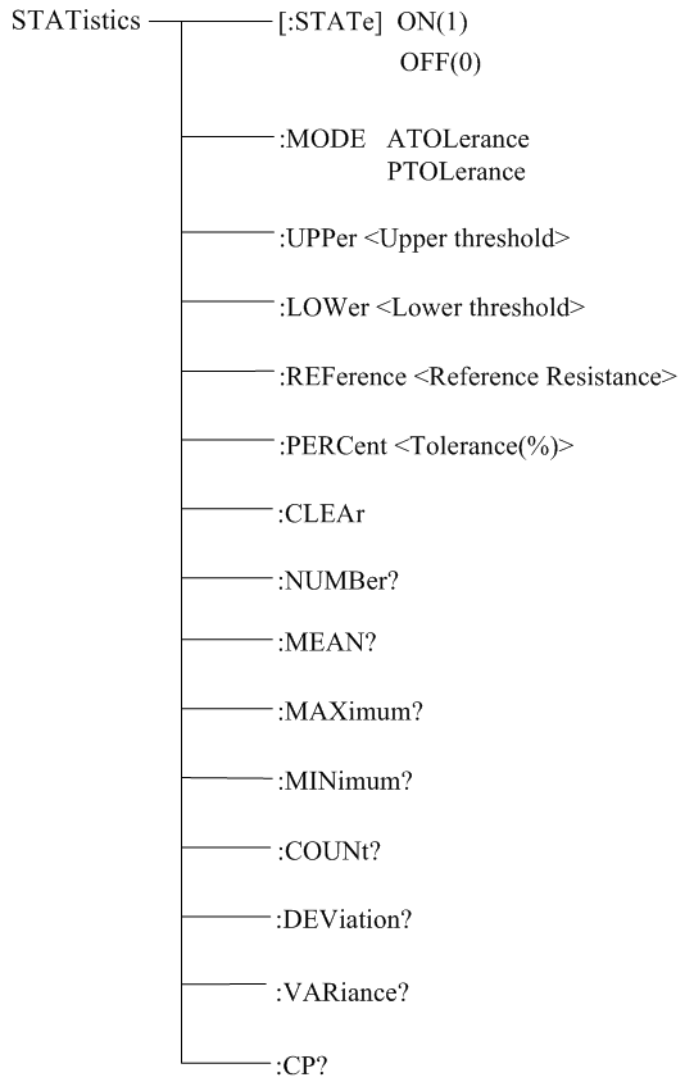 STATistics [:STATe] ON(1)
OFF(0)
:MODE ATOLerance
PTOLerance
:UPPer <Upper threshold>
:LOWer <Lower threshold>
:REFerence <Reference Resistance>
:PERCent <Tolerance(%)>
:CLEAr
:NUMBer?
:MEAN?
:MAXimum?
:MINimum?
:COUNt?
:DEViation?
:VARiance?
:CP?